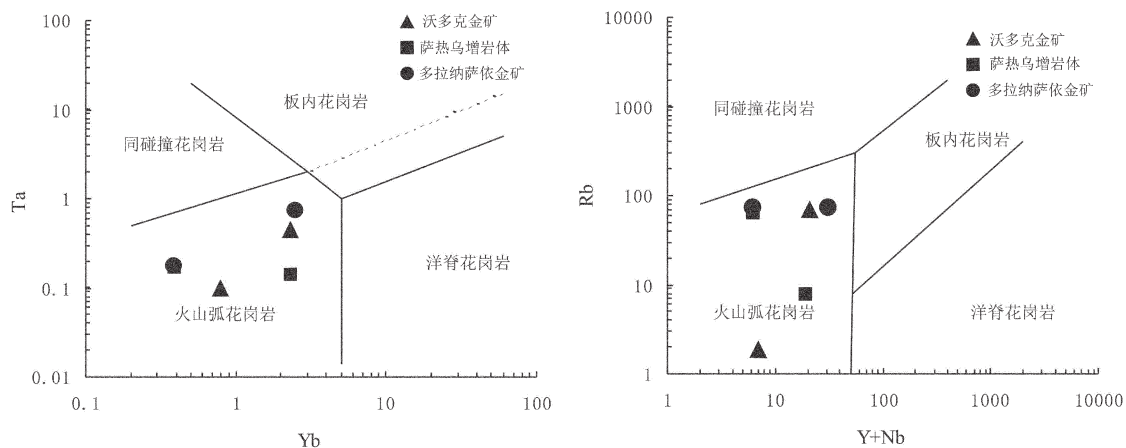 100
10
1
0.1
0.01
Ta
沃多克金矿
萨热乌增岩体
多拉纳萨依金矿
板内花岗岩
同碰撞花岗岩
洋脊花岗岩
火山弧花岗岩
0.1
1
10
100
Yb
10000
1000
100
10
1
Rb
沃多克金矿
萨热乌增岩体
多拉纳萨依金矿
同碰撞花岗岩
板内花岗岩
火山弧花岗岩
洋脊花岗岩
1
10
100
1000
10000
Y+Nb